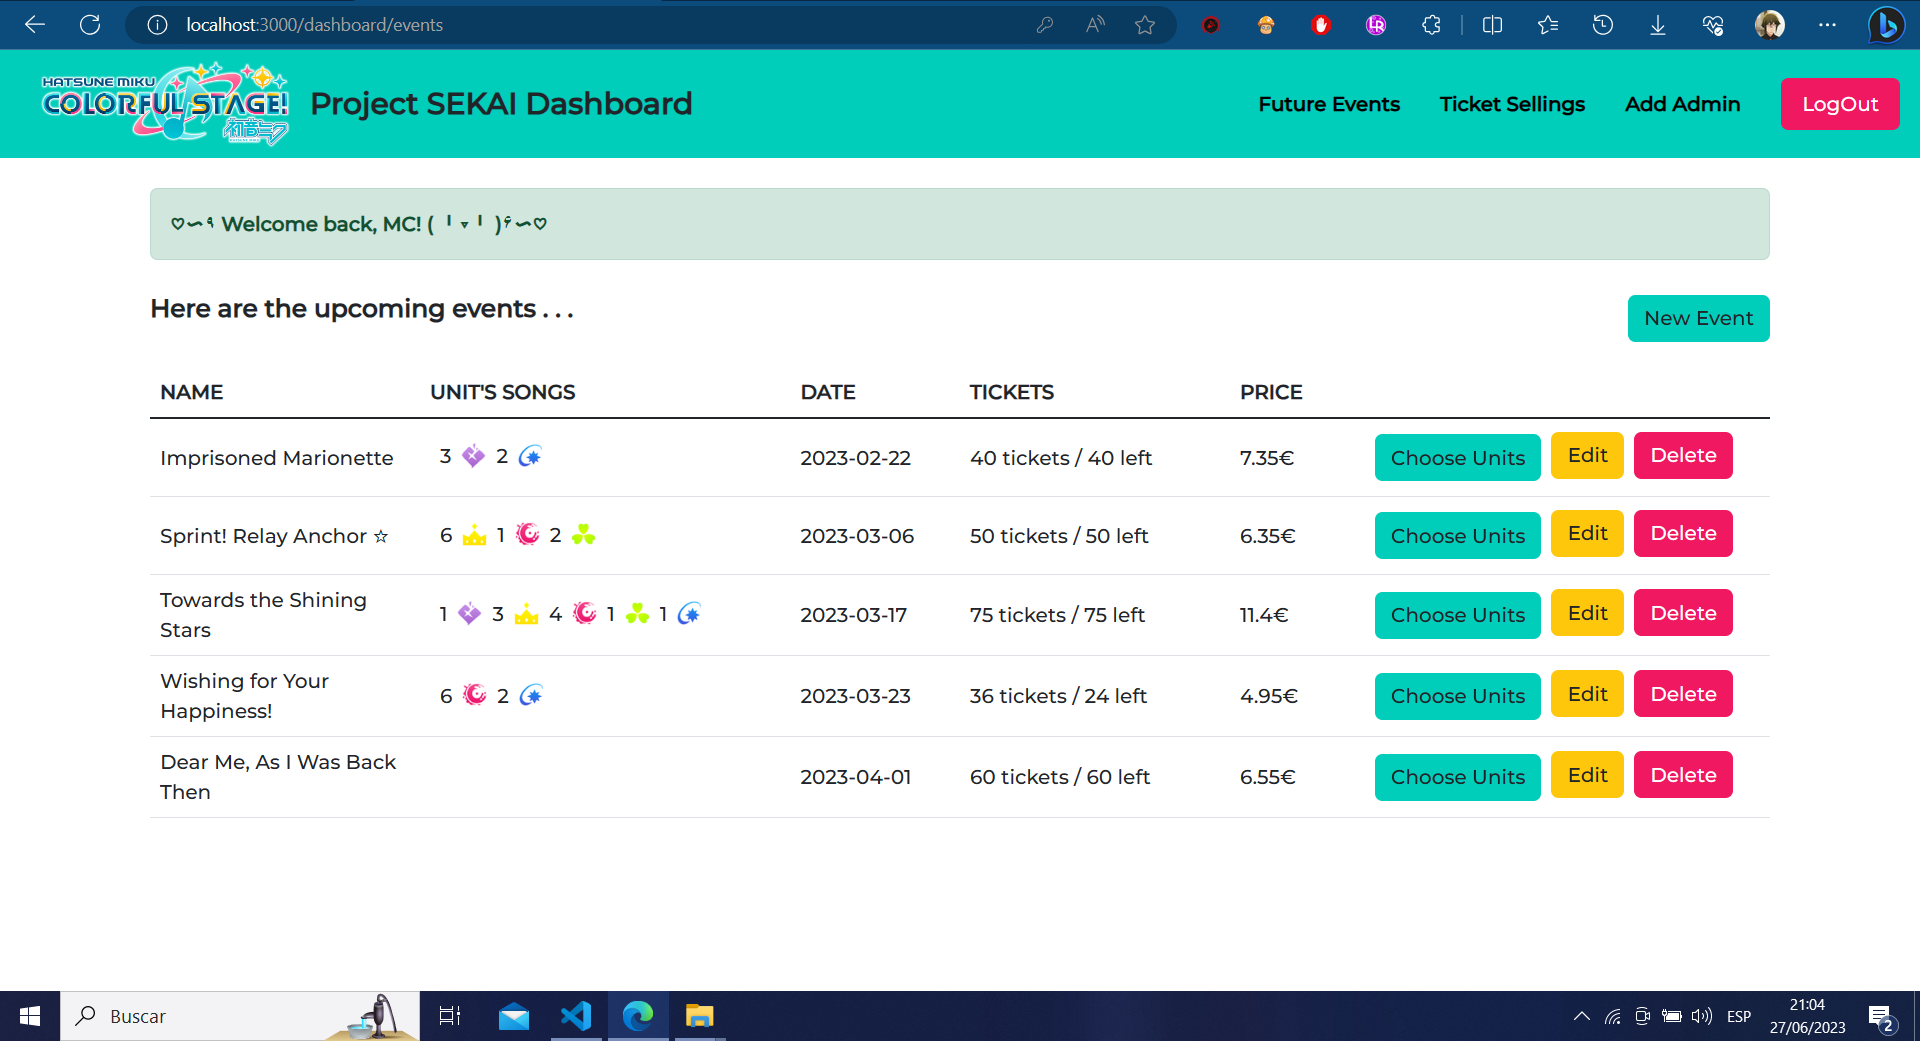 localhost:3000/dashboard/events
HATSUNE MIKU
COLORFUL STAGE!
初音ミク
Project SEKAI Dashboard
Future Events
Ticket Sellings
Add Admin
LogOut
♡∽٩ Welcome back, MC! ( ╹▿╹ )۶∽♡
Here are the upcoming events . . .
New Event
NAME UNIT'S SONGS DATE TICKETS PRICE
Imprisoned Marionette 3 2 2023-02-22 40 tickets / 40 left 7.35€ Choose Units Edit Delete
Sprint! Relay Anchor ☆ 6 1 2 2023-03-06 50 tickets / 50 left 6.35€ Choose Units Edit Delete
Towards the Shining
Stars 1 3 4 1 1 2023-03-17 75 tickets / 75 left 11.4€ Choose Units Edit Delete
Wishing for Your
Happiness! 6 2 2023-03-23 36 tickets / 24 left 4.95€ Choose Units Edit Delete
Dear Me, As I Was Back
Then 2023-04-01 60 tickets / 60 left 6.55€ Choose Units Edit Delete
Buscar
ESP
21:04
27/06/2023
2